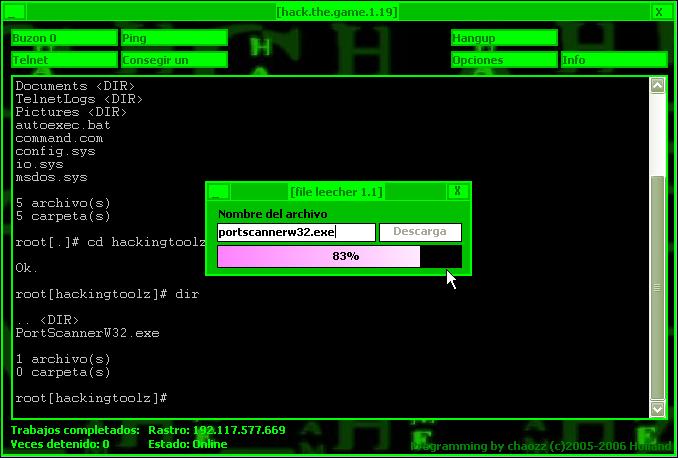 [hack.the.game.1.19]
X
Buzon 0
Ping
Hangup
Telnet
Consegir un
Opciones
Info
Documents <DIR>
TelnetLogs <DIR>
Pictures <DIR>
autoexec.bat
command.com
config.sys
io.sys
msdos.sys
5 archivo(s)
5 carpeta(s)
root[.]# cd hackingtoolz
Ok.
root[hackingtoolz]# dir
.. <DIR>
PortScannerW32.exe
1 archivo(s)
0 carpeta(s)
root[hackingtoolz]#
[file leecher 1.1]
X
Nombre del archivo
portscannerw32.exe
Descarga
83%
Trabajos completados:
Rastro: 192.117.577.669
Veces detenido: 0
Estado: Online
Programming by chaozz (c)2005-2006 Holland